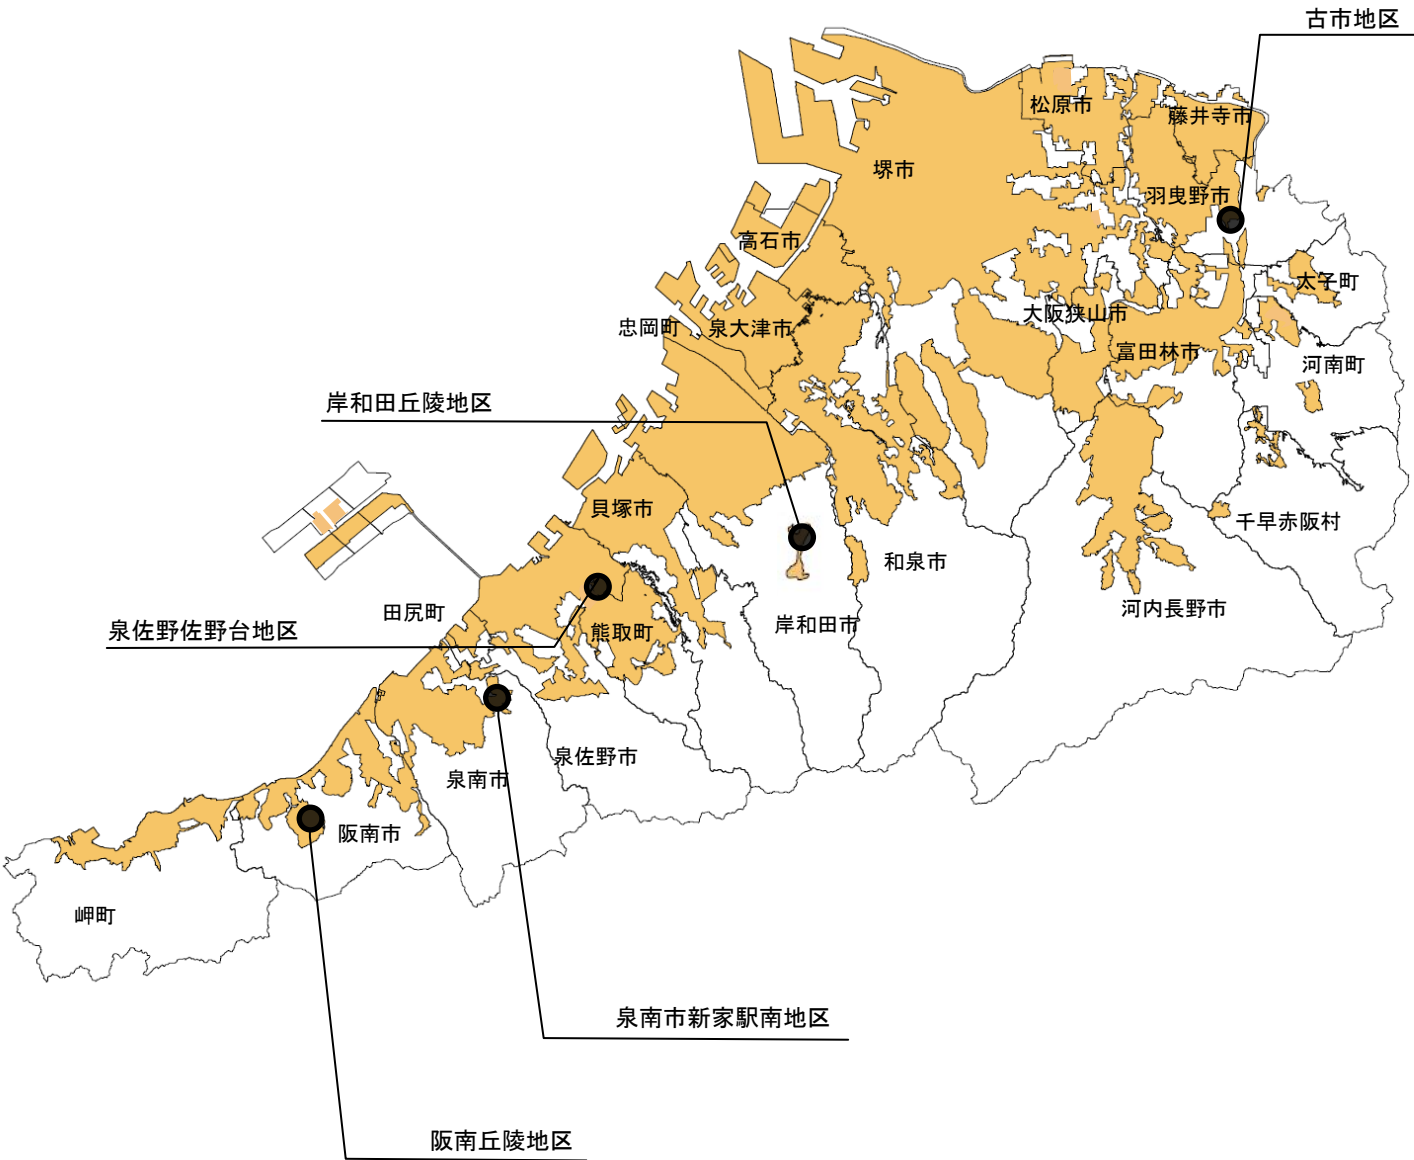 古市地区
松原市
藤井寺市
堺市
羽曳野市
高石市
太子町
大阪狭山市
忠岡町
泉大津市
富田林市
河南町
岸和田丘陵地区
貝塚市
千早赤阪村
和泉市
田尻町
河内長野市
岸和田市
泉佐野佐野台地区
熊取町
泉佐野市
泉南市
阪南市
岬町
泉南市新家駅南地区
阪南丘陵地区